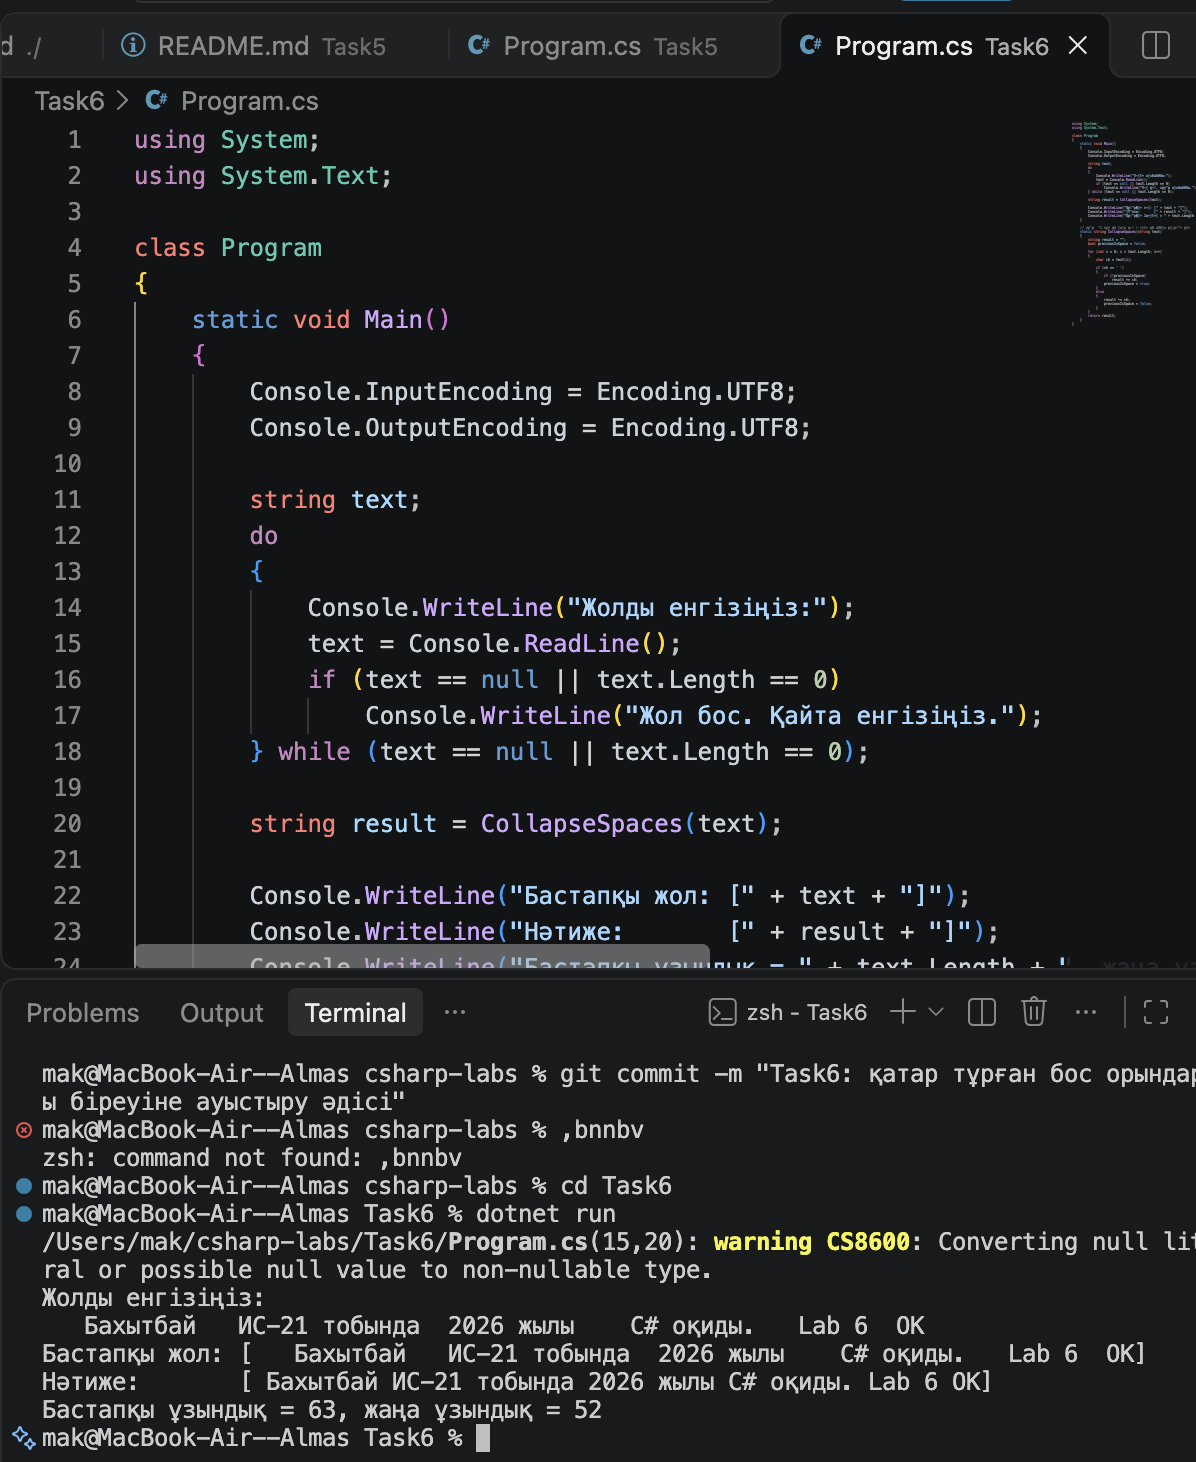 d ./ README.md Task5 C# Program.cs Task5 C# Program.cs Task6
Task6 > C# Program.cs
1 using System;
2 using System.Text;
3
4 class Program
5 {
6 static void Main()
7 {
8 Console.InputEncoding = Encoding.UTF8;
9 Console.OutputEncoding = Encoding.UTF8;
10
11 string text;
12 do
13 {
14 Console.WriteLine("Жолды енгізіңіз:");
15 text = Console.ReadLine();
16 if (text == null || text.Length == 0)
17 Console.WriteLine("Жол бос. Қайта енгізіңіз.");
18 } while (text == null || text.Length == 0);
19
20 string result = CollapseSpaces(text);
21
22 Console.WriteLine("Бастапқы жол: [" + text + "]");
23 Console.WriteLine("Нәтиже:       [" + result + "]");
24 Console.WriteLine("Бастапқы ұзындық = " + text.Length + "
Problems Output Terminal ··· zsh - Task6
mak@MacBook-Air--Almas csharp-labs % git commit -m "Task6: қатар тұрған бос орындар
ы біреуіне ауыстыру әдісі"
mak@MacBook-Air--Almas csharp-labs % ,bnnbv
zsh: command not found: ,bnnbv
mak@MacBook-Air--Almas csharp-labs % cd Task6
mak@MacBook-Air--Almas Task6 % dotnet run
/Users/mak/csharp-labs/Task6/Program.cs(15,20): warning CS8600: Converting null lit
ral or possible null value to non-nullable type.
Жолды енгізіңіз:
   Бахытбай   ИС-21 тобында  2026 жылы    C# оқиды.   Lab 6  OK
Бастапқы жол: [   Бахытбай   ИС-21 тобында  2026 жылы    C# оқиды.   Lab 6  OK]
Нәтиже:       [ Бахытбай ИС-21 тобында 2026 жылы C# оқиды. Lab 6 OK]
Бастапқы ұзындық = 63, жаңа ұзындық = 52
mak@MacBook-Air--Almas Task6 %